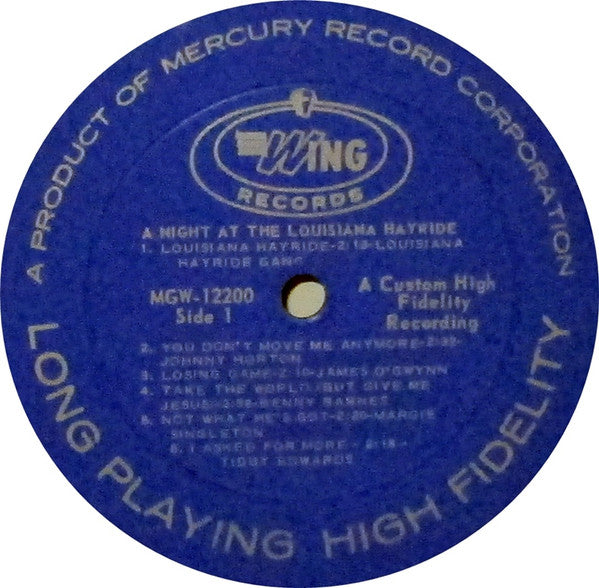 A PRODUCT OF MERCURY RECORD CORPORATION
WING
RECORDS
A NIGHT AT THE LOUISIANA HAYRIDE
1. LOUISIANA HAYRIDE-2:13-LOUISIANA
HAYRIDE GANG
MGW-12200
Side 1
A Custom High
Fidelity
Recording
2. YOU DON'T MOVE ME ANYMORE-2:32-
JOHNNY HORTON
3. LOSING GAME-2:10-JAMES O'GWYNN
4. TAKE THE WORLD, BUT GIVE ME
JESUS-2:58-BENNY BARNES
5. NOT WHAT HE'S GOT-2:20-MARGIE
SINGLETON
6. I ASKED FOR MORE-2:18-
TIBBY EDWARDS
LONG PLAYING HIGH FIDELITY